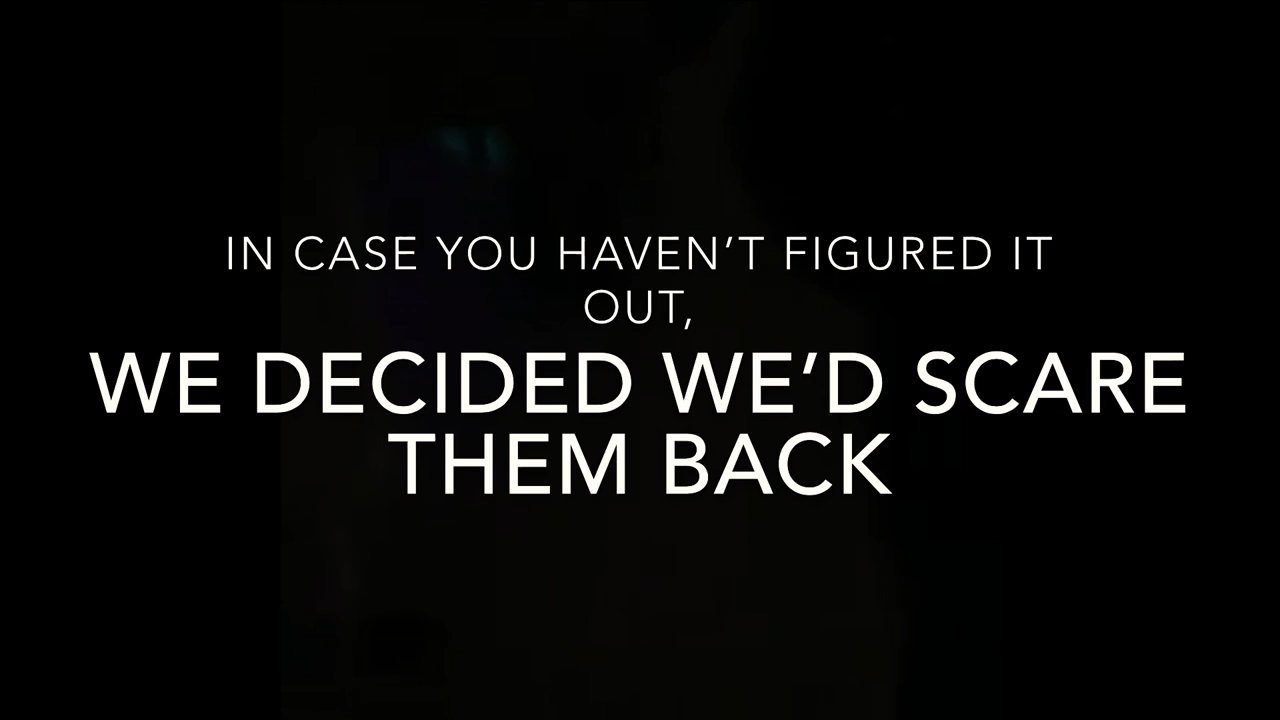 IN CASE YOU HAVEN’T FIGURED IT
OUT,
WE DECIDED WE’D SCARE
THEM BACK